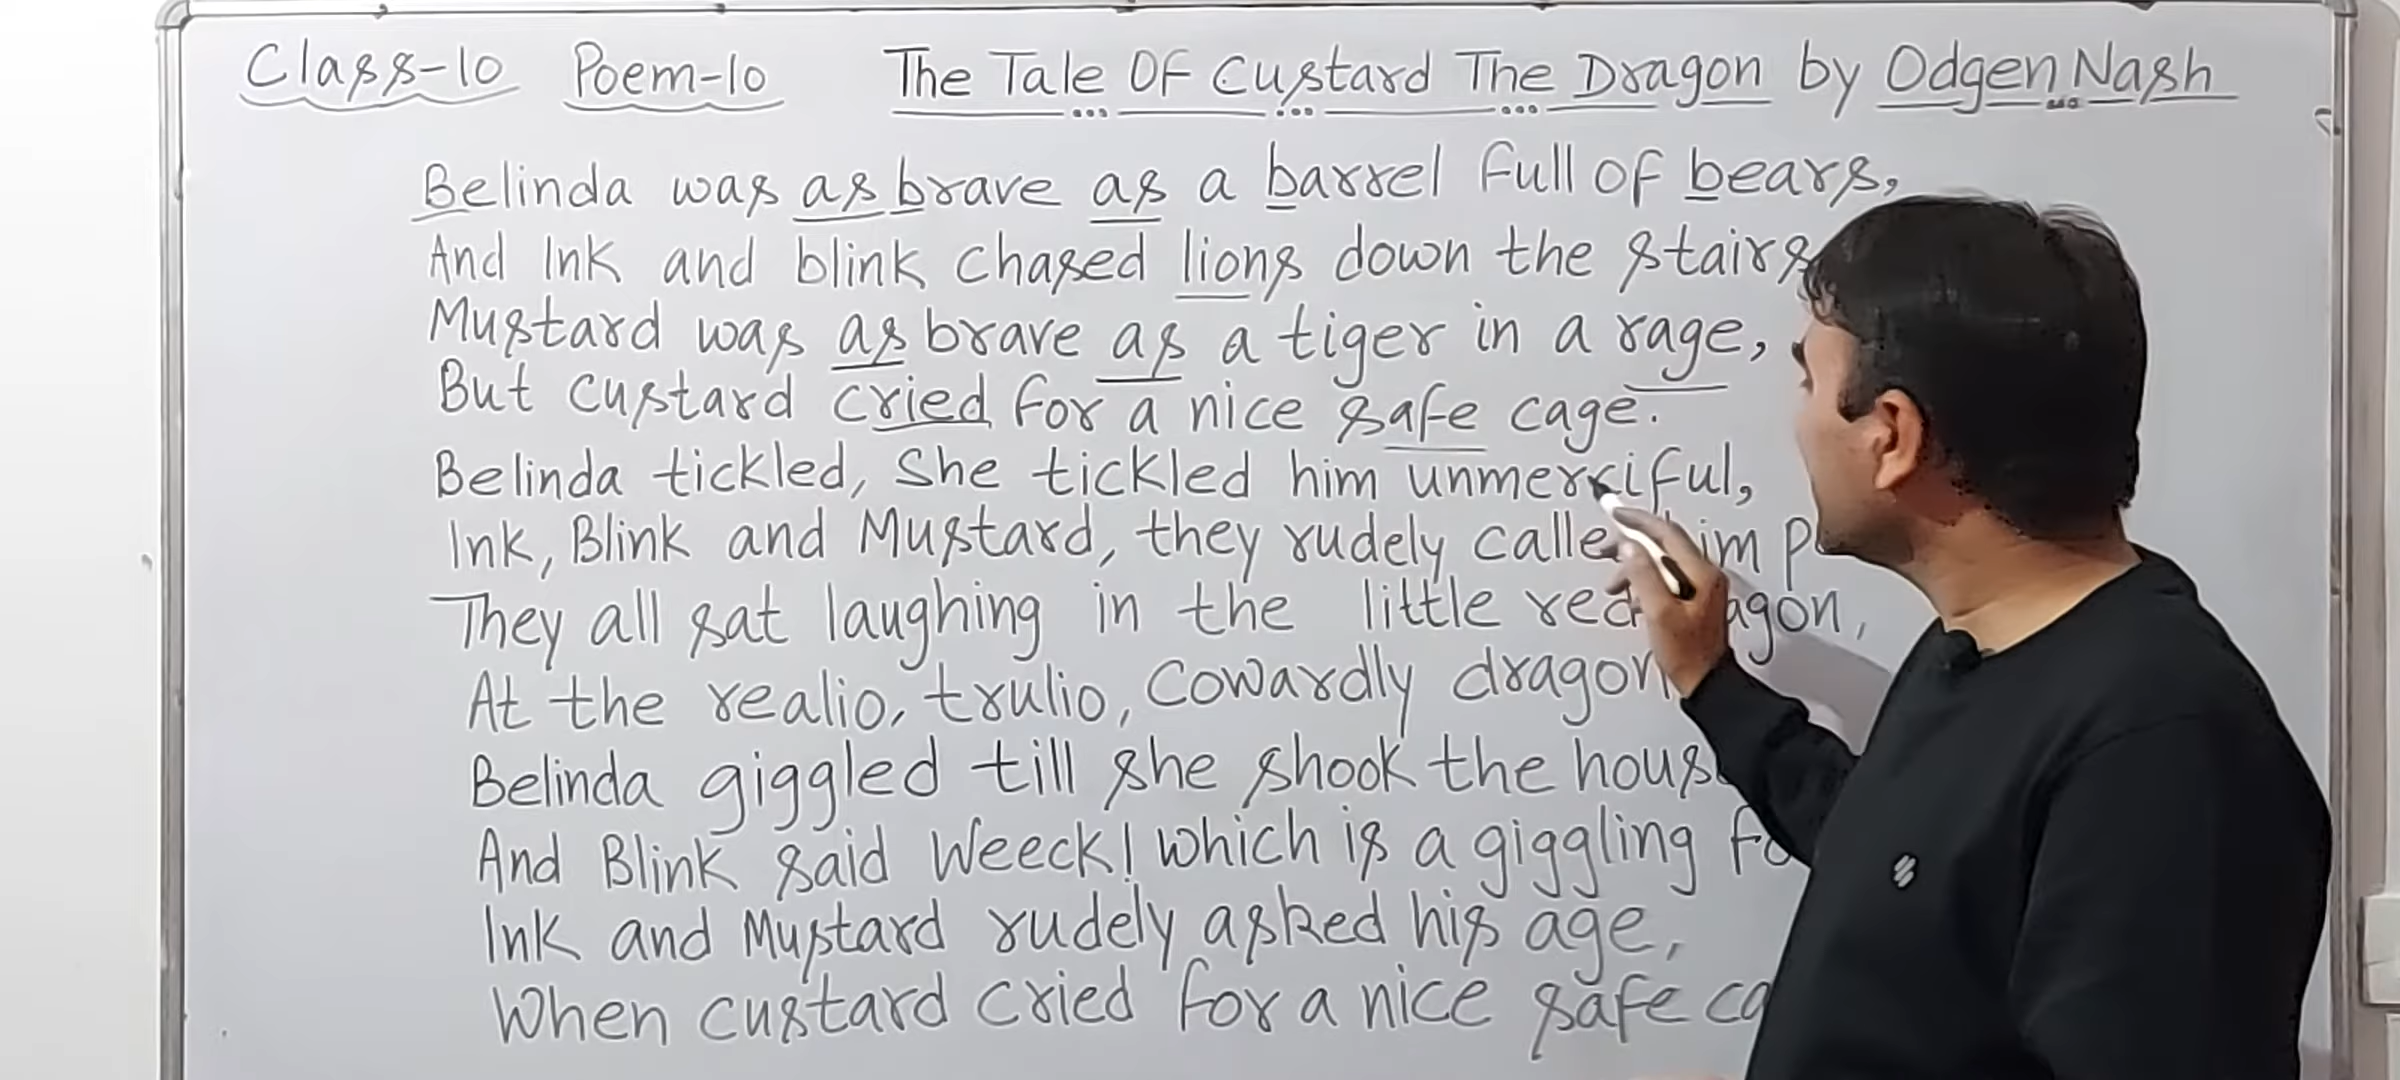 Class-10 Poem-10 The Tale Of Custard The Dragon by Odgen Nash
Belinda was as brave as a barrel full of bears,
And Ink and blink chased lions down the stairs
Mustard was as brave as a tiger in a rage,
But custard cried for a nice safe cage.
Belinda tickled, She tickled him unmerciful,
Ink, Blink and Mustard, they rudely called him
They all sat laughing in the little red
At the realio, trulio, cowardly dragon
Belinda giggled till she shook the
And Blink said Weeck! which is a giggling
Ink and Mustard rudely asked his age,
When custard cried for a nice safe